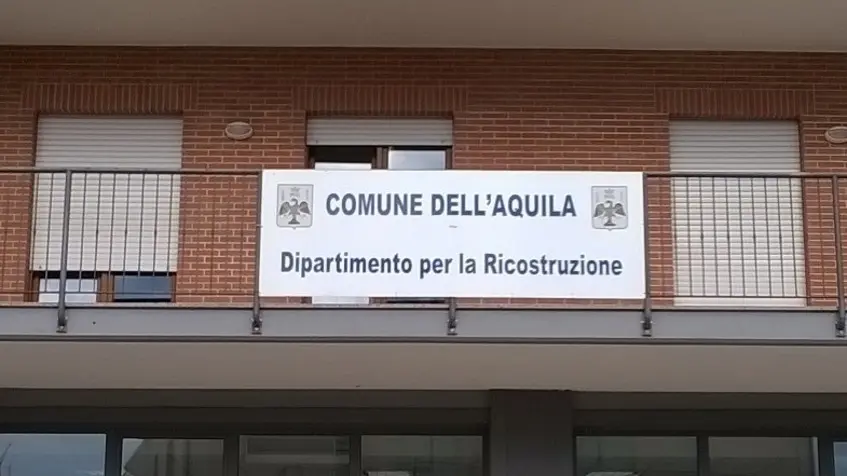 COMUNE DELL'AQUILA
Dipartimento per la Ricostruzione